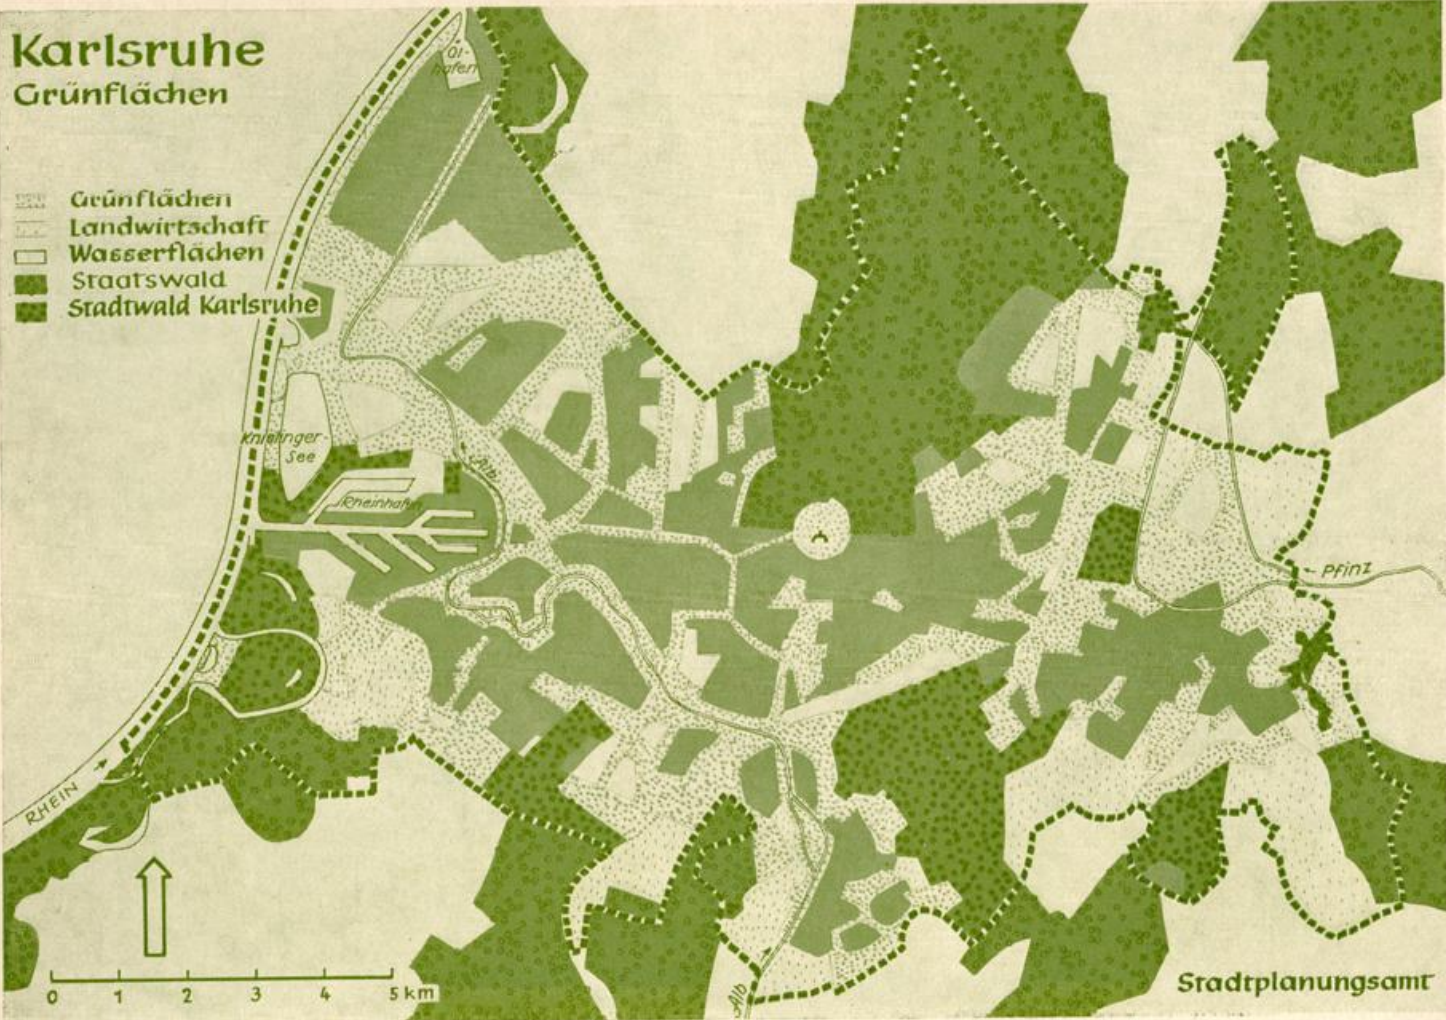 Karlsruhe
Grünflächen
Öl-
hafen
Grünflächen
Landwirtschaft
Wasserflächen
Staatswald
Stadtwald Karlsruhe
Knielinger-
See
Alb
Rheinhafen
Pfinz
RHEIN
Alb
0 1 2 3 4 5 km
Stadtplanungsamt